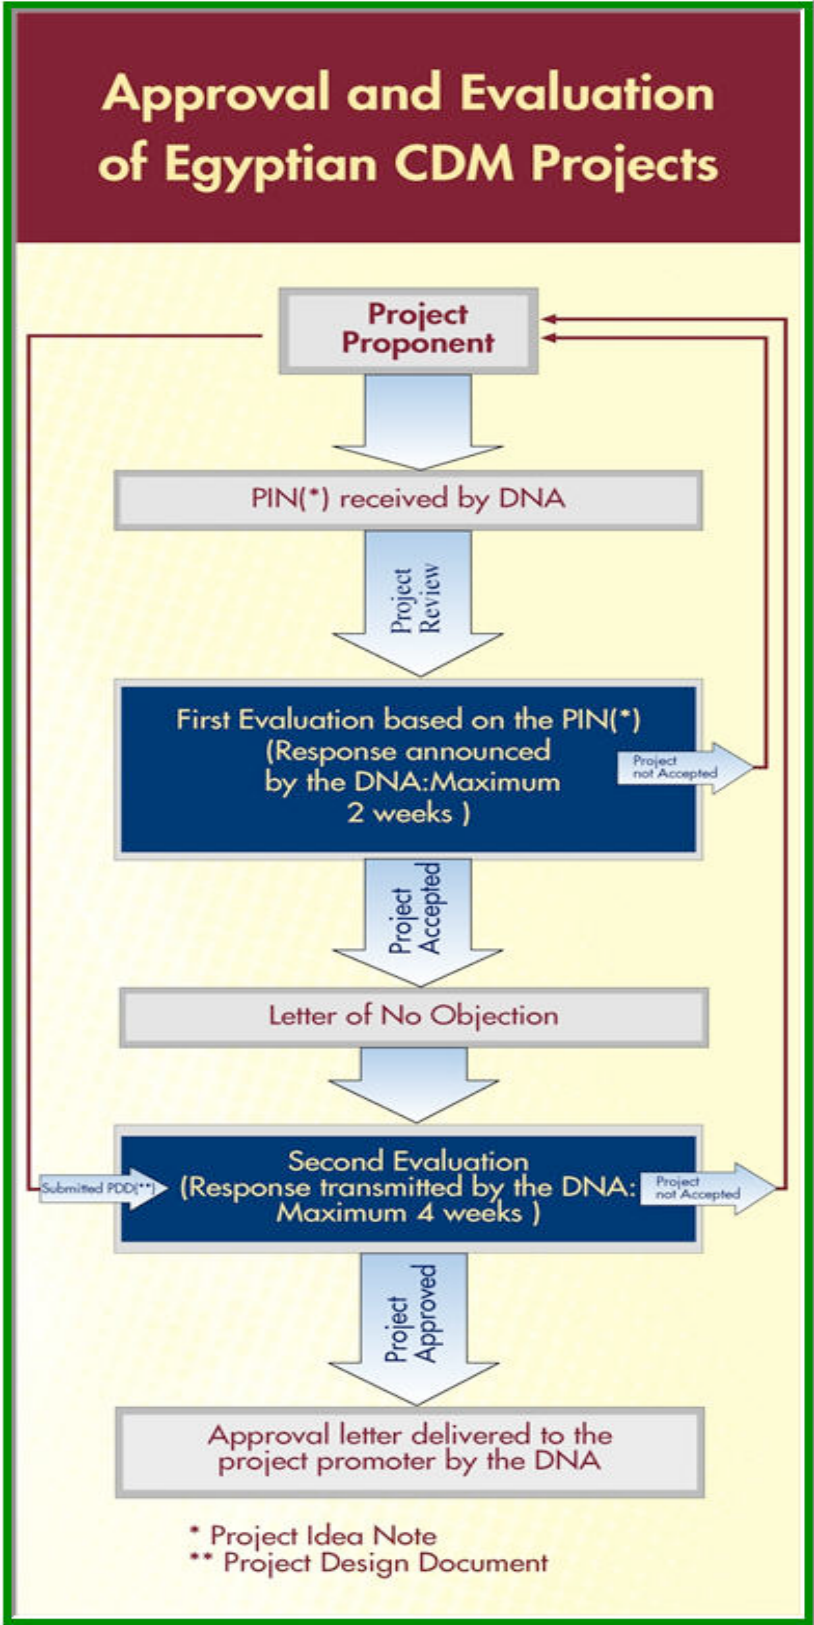 Approval and Evaluation
of Egyptian CDM Projects
Project
Proponent
PIN(*) received by DNA
Project
Review
First Evaluation based on the PIN(*)
(Response announced
by the DNA:Maximum
2 weeks )
Project
not Accepted
Project
Accepted
Letter of No Objection
Submitted PDD(**)
Second Evaluation
(Response transmitted by the DNA:
Maximum 4 weeks )
Project
not Accepted
Project
Approved
Approval letter delivered to the
project promoter by the DNA
* Project Idea Note
** Project Design Document